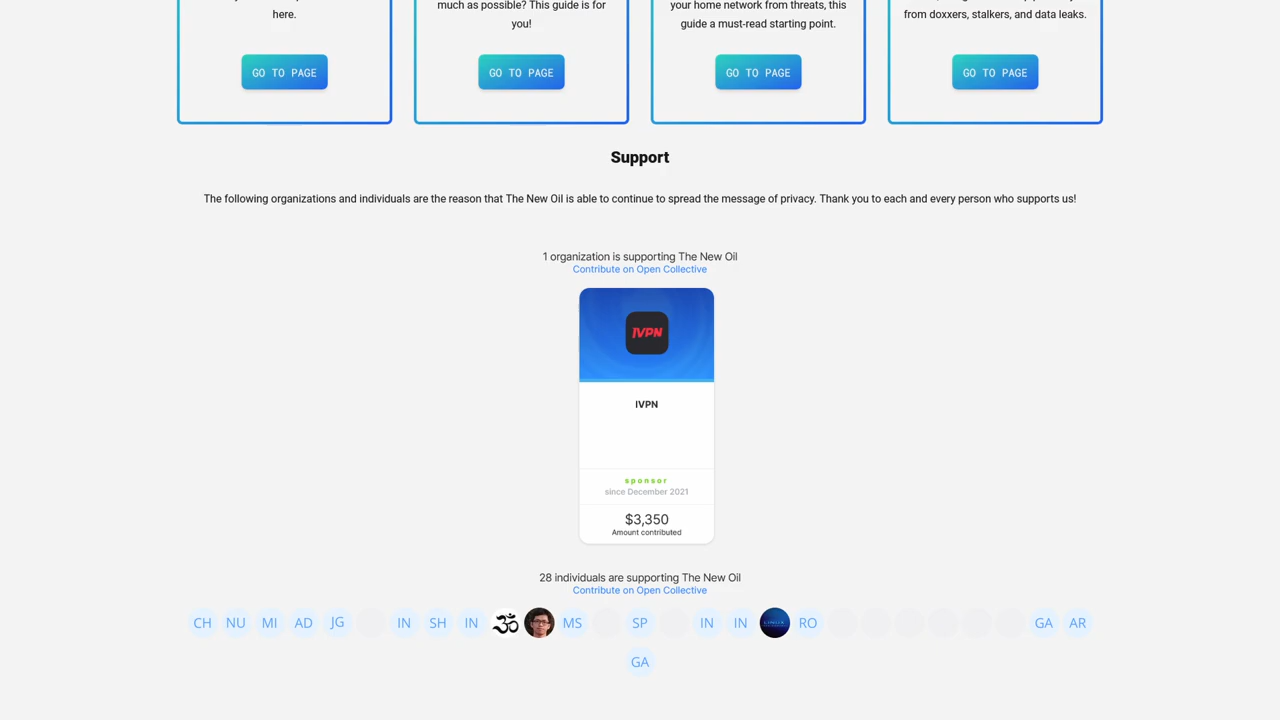 here.
much as possible? This guide is for
you!
your home network from threats, this
guide a must-read starting point.
from doxxers, stalkers, and data leaks.
GO TO PAGE
GO TO PAGE
GO TO PAGE
GO TO PAGE
Support
The following organizations and individuals are the reason that The New Oil is able to continue to spread the message of privacy. Thank you to each and every person who supports us!
1 organization is supporting The New Oil
Contribute on Open Collective
IVPN
IVPN
sponsor
since December 2021
$3,350
Amount contributed
28 individuals are supporting The New Oil
Contribute on Open Collective
CH NU MI AD JG IN SH IN ॐ MS SP IN IN LINUX RO GA AR
GA